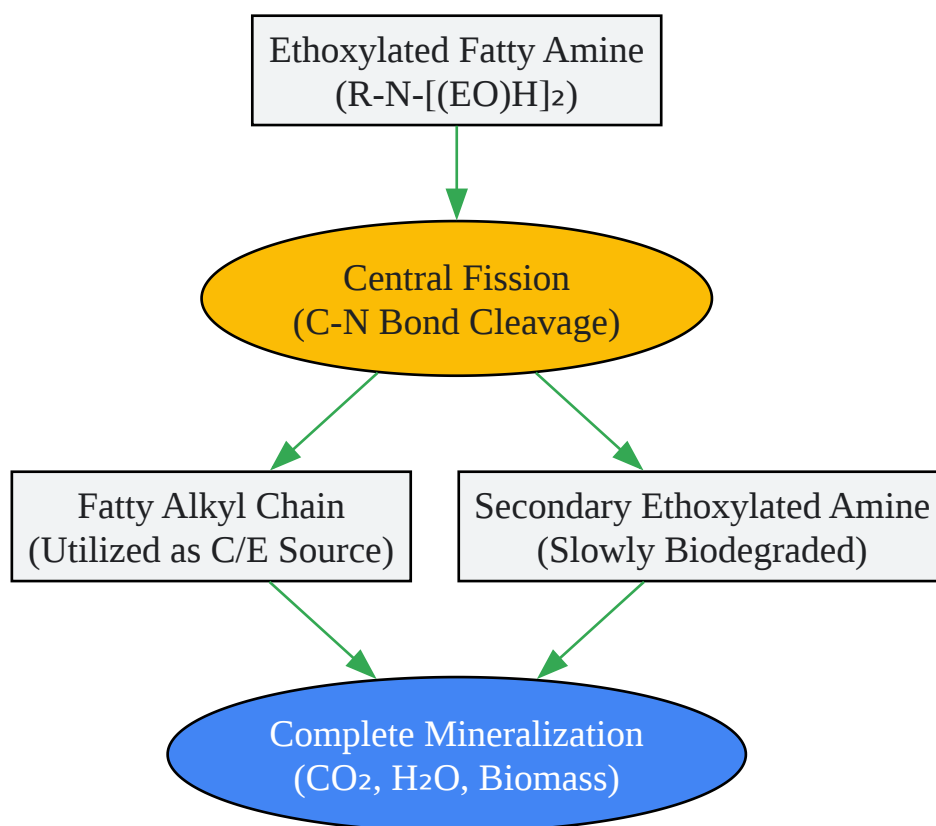 Ethoxylated Fatty Amine
(R-N-[(EO)H]₂)
Central Fission
(C-N Bond Cleavage)
Fatty Alkyl Chain
(Utilized as C/E Source)
Secondary Ethoxylated Amine
(Slowly Biodegraded)
Complete Mineralization
(CO₂, H₂O, Biomass)